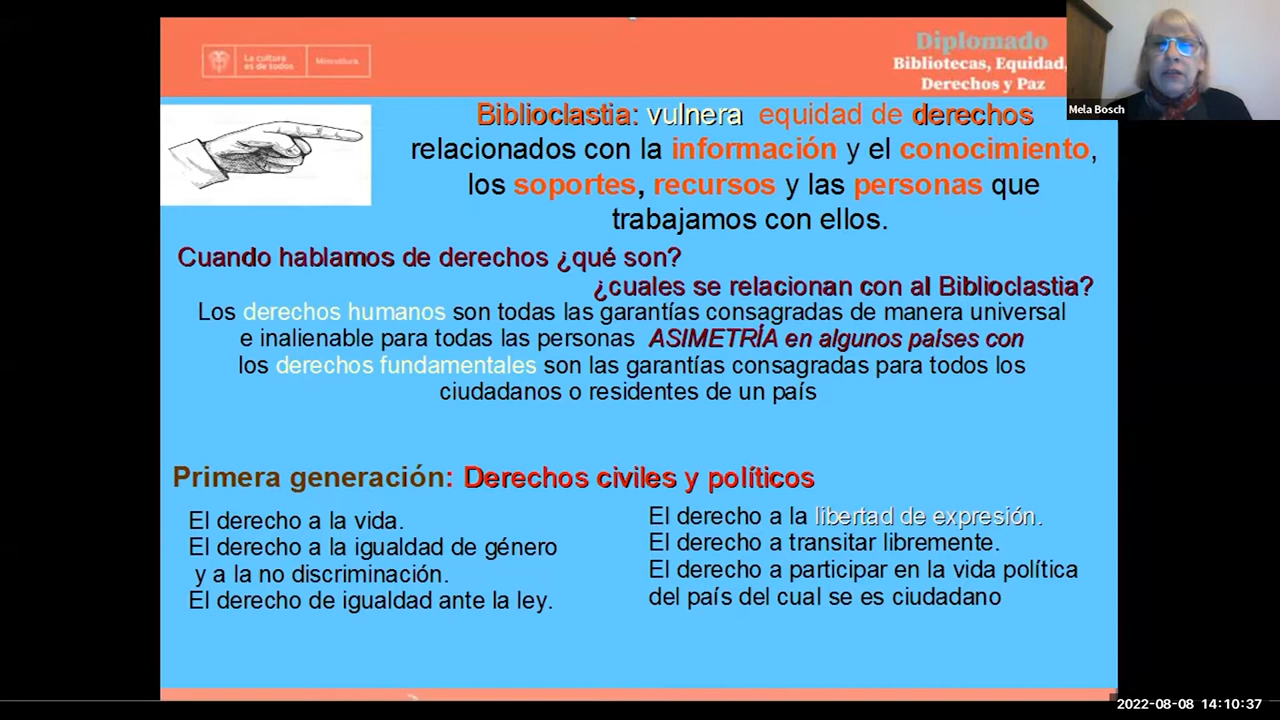 La cultura
es de todos
Mincultura
Diplomado
Bibliotecas, Equidad,
Derechos y Paz
Mela Bosch
Biblioclastia: vulnera equidad de derechos
relacionados con la información y el conocimiento,
los soportes, recursos y las personas que
trabajamos con ellos.
Cuando hablamos de derechos ¿qué son?
¿cuales se relacionan con al Biblioclastia?
Los derechos humanos son todas las garantías consagradas de manera universal
e inalienable para todas las personas ASIMETRÍA en algunos países con
los derechos fundamentales son las garantías consagradas para todos los
ciudadanos o residentes de un país
Primera generación: Derechos civiles y políticos
El derecho a la vida.
El derecho a la igualdad de género
y a la no discriminación.
El derecho de igualdad ante la ley.
El derecho a la libertad de expresión.
El derecho a transitar libremente.
El derecho a participar en la vida política
del país del cual se es ciudadano
2022-08-08 14:10:37